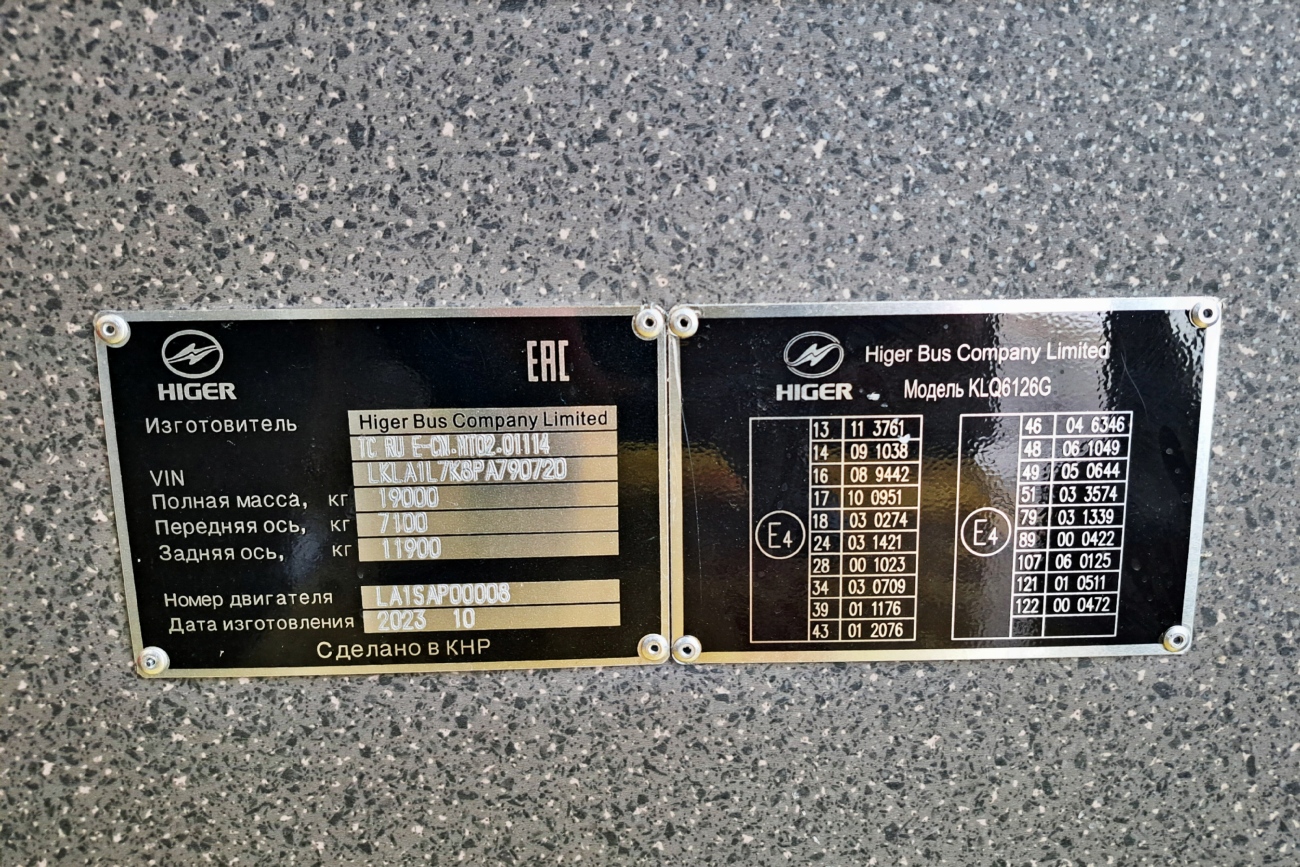 HIGER
EAC
Изготовитель Higer Bus Company Limited
TC RU E-CN.MT02.01114
VIN LKLA1L7K8PA790720
Полная масса, кг 19000
Передняя ось, кг 7100
Задняя ось, кг 11900
Номер двигателя LA1SAP00008
Дата изготовления 2023 10
Сделано в КНР
HIGER
Higer Bus Company Limited
Модель KLQ6126G
E4
13 11 3761
14 09 1038
16 08 9442
17 10 0951
18 03 0274
24 03 1421
28 00 1023
34 03 0709
39 01 1176
43 01 2076
E4
46 04 6346
48 06 1049
49 05 0644
51 03 3574
79 03 1339
89 00 0422
107 06 0125
121 01 0511
122 00 0472